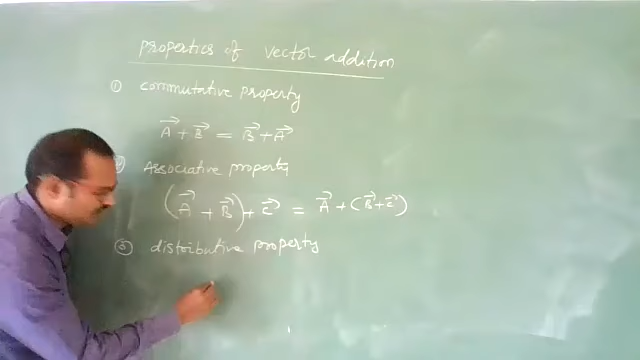 properties of vector addition
① commutative property
A⃗ + B⃗ = B⃗ + A⃗
② Associative property
(A⃗ + B⃗) + C⃗ = A⃗ + (B⃗ + C⃗)
③ distributive property